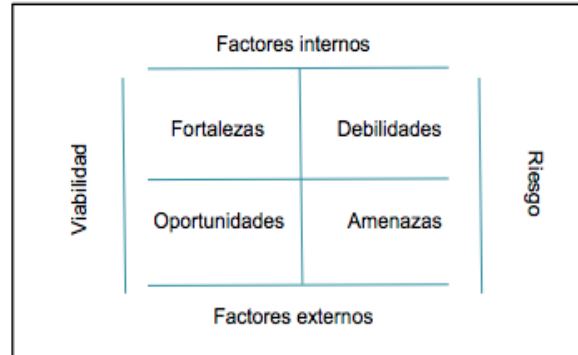 Factores internos
Viabilidad
Fortalezas
Debilidades
Riesgo
Oportunidades
Amenazas
Factores externos